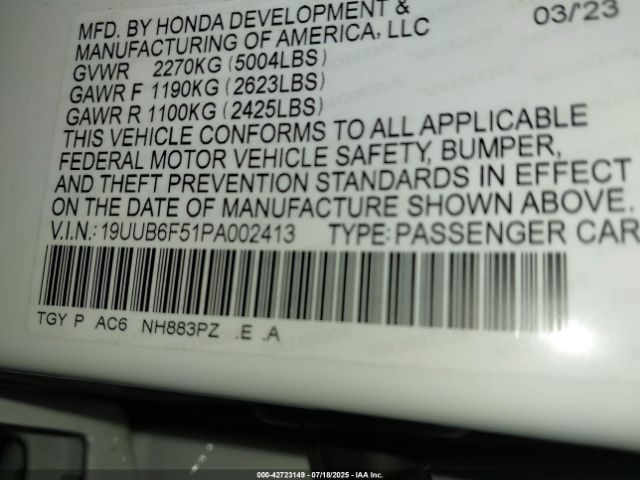 MFD. BY HONDA DEVELOPMENT & 03/'23
MANUFACTURING OF AMERICA, LLC
GVWR 2270KG (5004LBS)
GAWR F 1190KG (2623LBS)
GAWR R 1100KG (2425LBS)
THIS VEHICLE CONFORMS TO ALL APPLICABLE
FEDERAL MOTOR VEHICLE SAFETY, BUMPER,
AND THEFT PREVENTION STANDARDS IN EFFECT
ON THE DATE OF MANUFACTURE SHOWN ABOVE.
V.I.N.:19UUB6F51PA002413 TYPE:PASSENGER CAR
TGY P AC6 NH883PZ .E .A
000-42723149 - 07/18/2025 - IAA Inc.